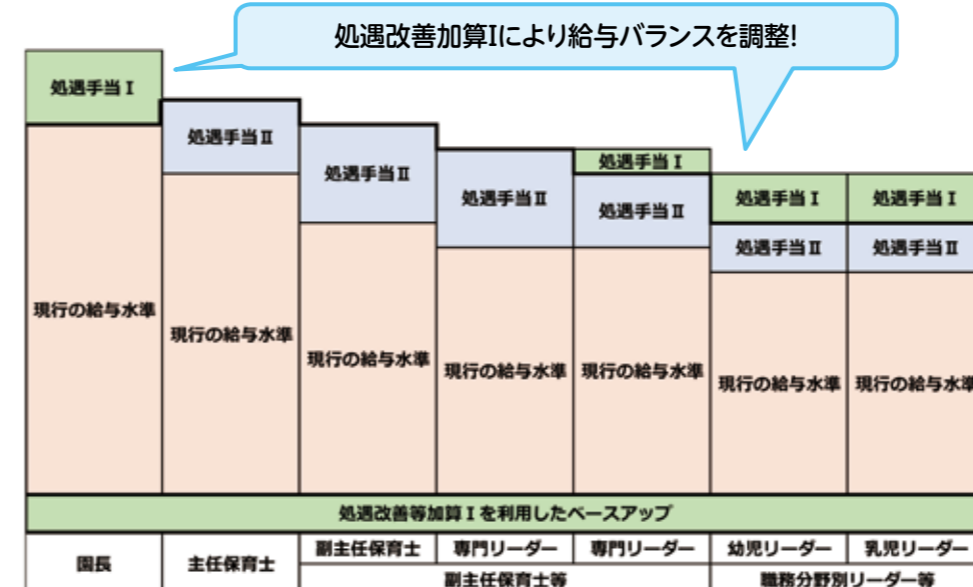 処遇改善加算Iにより給与バランスを調整!
処遇手当Ⅰ
処遇手当Ⅱ
処遇手当Ⅱ
処遇手当Ⅱ
処遇手当Ⅰ
処遇手当Ⅱ
処遇手当Ⅰ
処遇手当Ⅰ
処遇手当Ⅱ
処遇手当Ⅱ
現行の給与水準
現行の給与水準
現行の給与水準
現行の給与水準
現行の給与水準
現行の給与水準
現行の給与水準
処遇改善等加算Ⅰを利用したベースアップ
園長
主任保育士
副主任保育士
専門リーダー
専門リーダー
幼児リーダー
乳児リーダー
副主任保育士等
職務分野別リーダー等